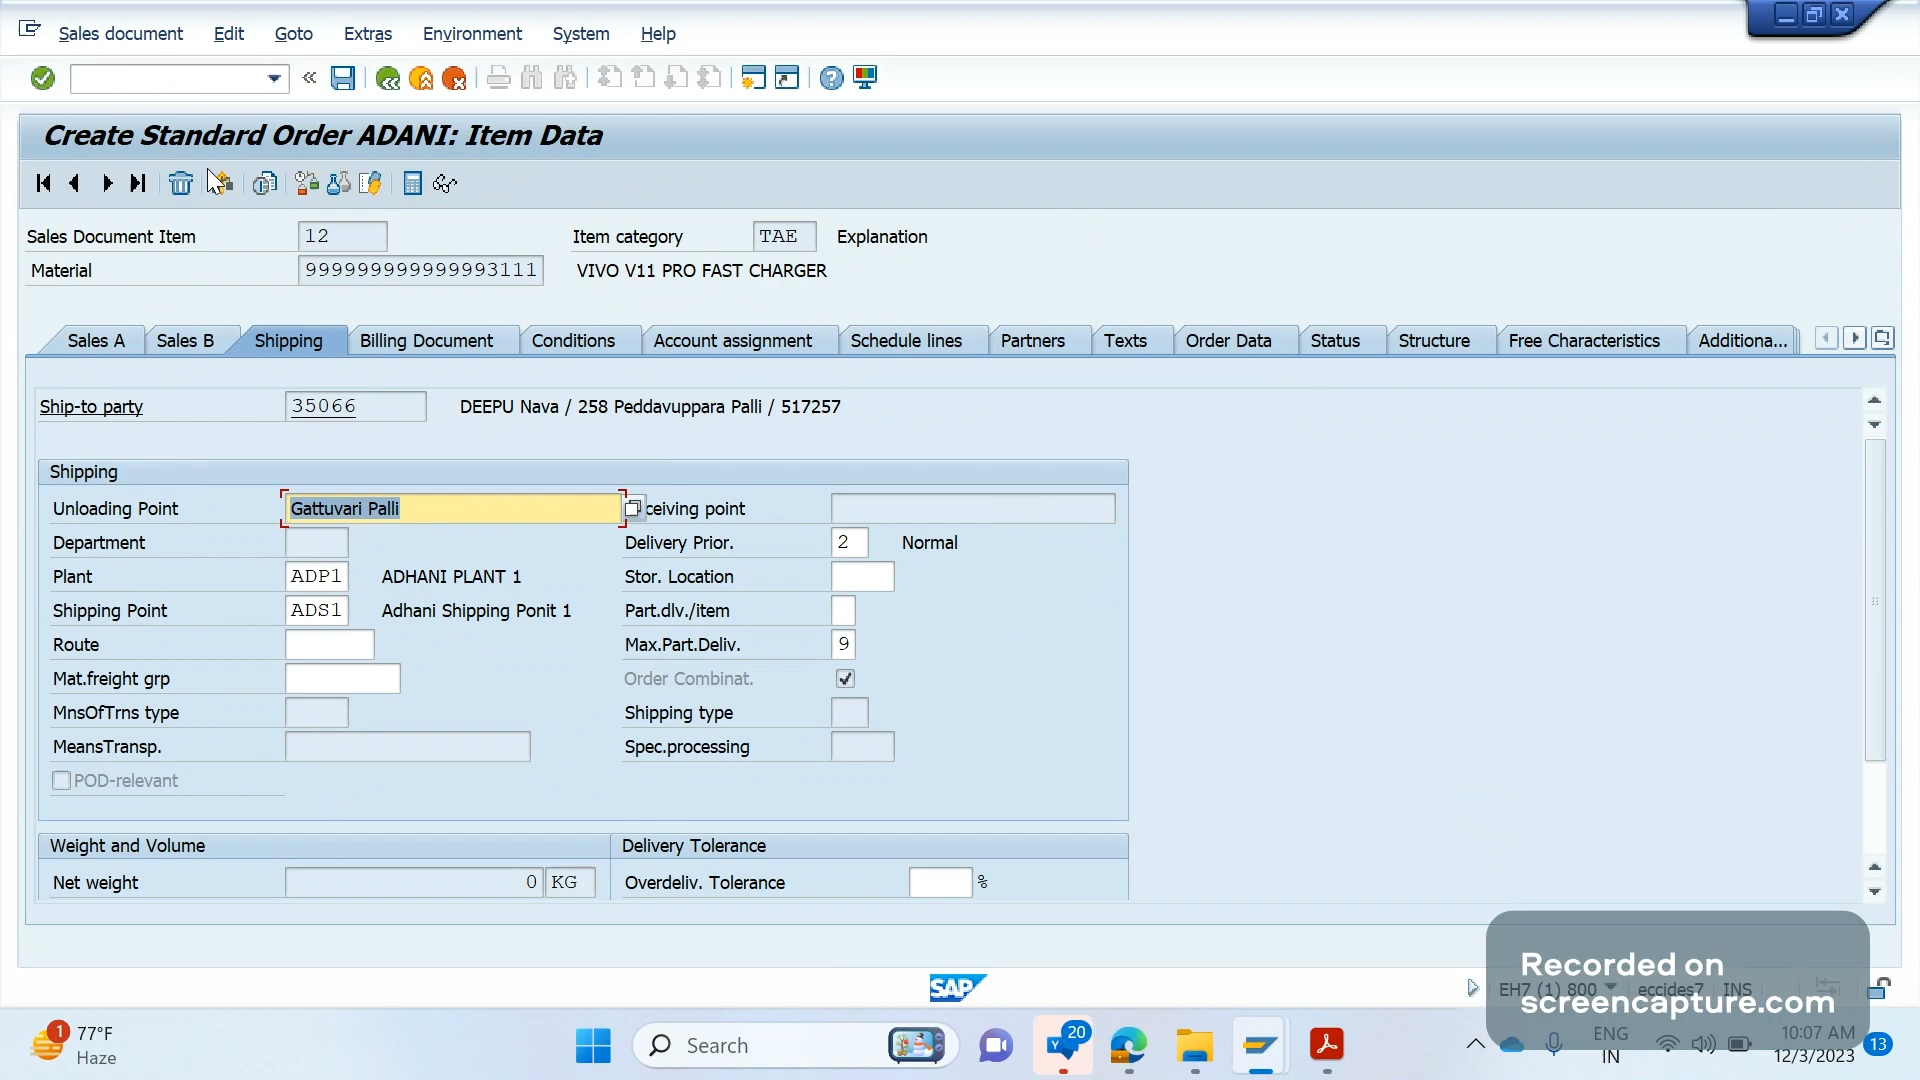 Sales document Edit Goto Extras Environment System Help
Create Standard Order ADANI: Item Data
Sales Document Item 12 Item category TAE Explanation
Material 999999999999993111 VIVO V11 PRO FAST CHARGER
Sales A Sales B Shipping Billing Document Conditions Account assignment Schedule lines Partners Texts Order Data Status Structure Free Characteristics Additiona...
Ship-to party 35066 DEEPU Nava / 258 Peddavuppara Palli / 517257
Shipping
Unloading Point Gattuvari Palli ceiving point
Department Delivery Prior. 2 Normal
Plant ADP1 ADHANI PLANT 1 Stor. Location
Shipping Point ADS1 Adhani Shipping Ponit 1 Part.dlv./item
Route Max.Part.Deliv. 9
Mat.freight grp Order Combinat.
MnsOfTrns type Shipping type
MeansTransp. Spec.processing
POD-relevant
Weight and Volume Delivery Tolerance
Net weight 0 KG Overdeliv. Tolerance %
SAP
EH7 (1) 800 eccides7 INS
Recorded on
screencapture.com
1 77°F
Haze
Search
20
ENG
IN
10:07 AM
12/3/2023
13